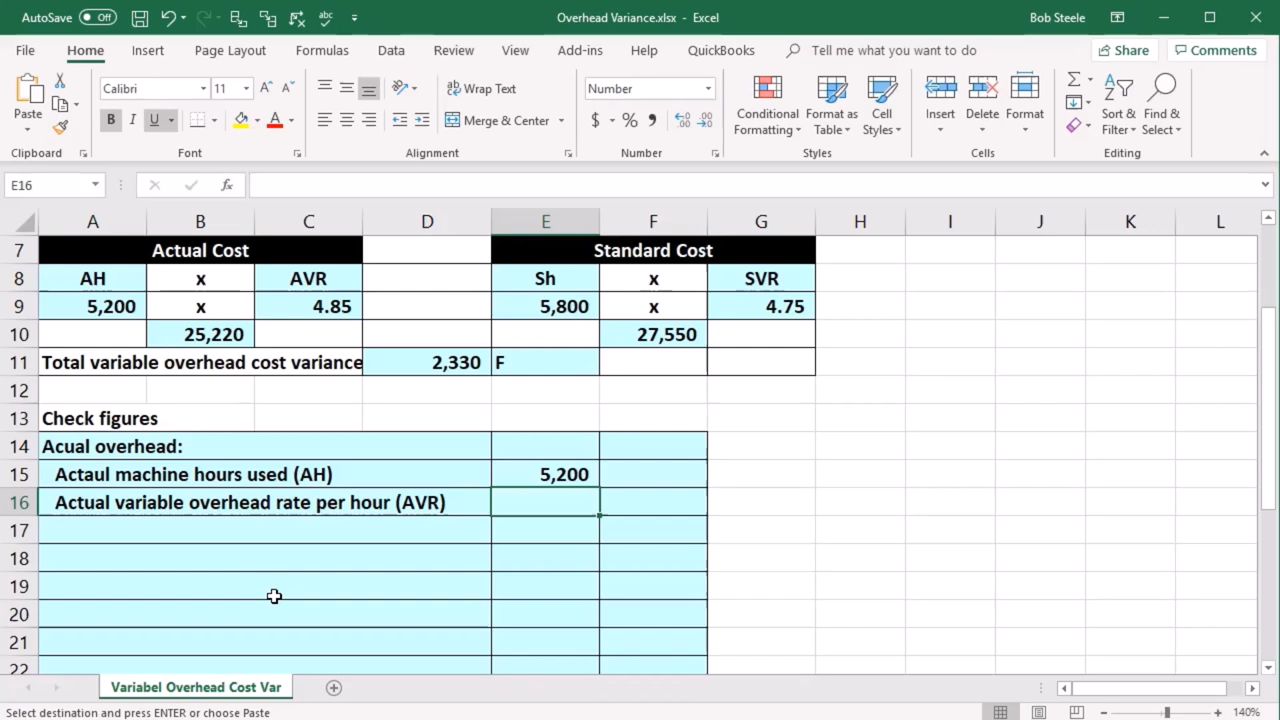 AutoSave Off Overhead Variance.xlsx - Excel Bob Steele
File Home Insert Page Layout Formulas Data Review View Add-ins Help QuickBooks Tell me what you want to do Share Comments
Paste Calibri 11 Wrap Text Number Conditional Formatting Format as Table Cell Styles Insert Delete Format Sort & Filter Find & Select
B I U Merge & Center $ %
Clipboard Font Alignment Number Styles Cells Editing
E16 fx
A B C D E F G H I J K L
7 Actual Cost Standard Cost
8 AH x AVR Sh x SVR
9 5,200 x 4.85 5,800 x 4.75
10 25,220 27,550
11 Total variable overhead cost variance 2,330 F
12
13 Check figures
14 Acual overhead:
15 Actaul machine hours used (AH) 5,200
16 Actual variable overhead rate per hour (AVR)
17
18
19
20
21
22
Variabel Overhead Cost Var
Select destination and press ENTER or choose Paste 140%